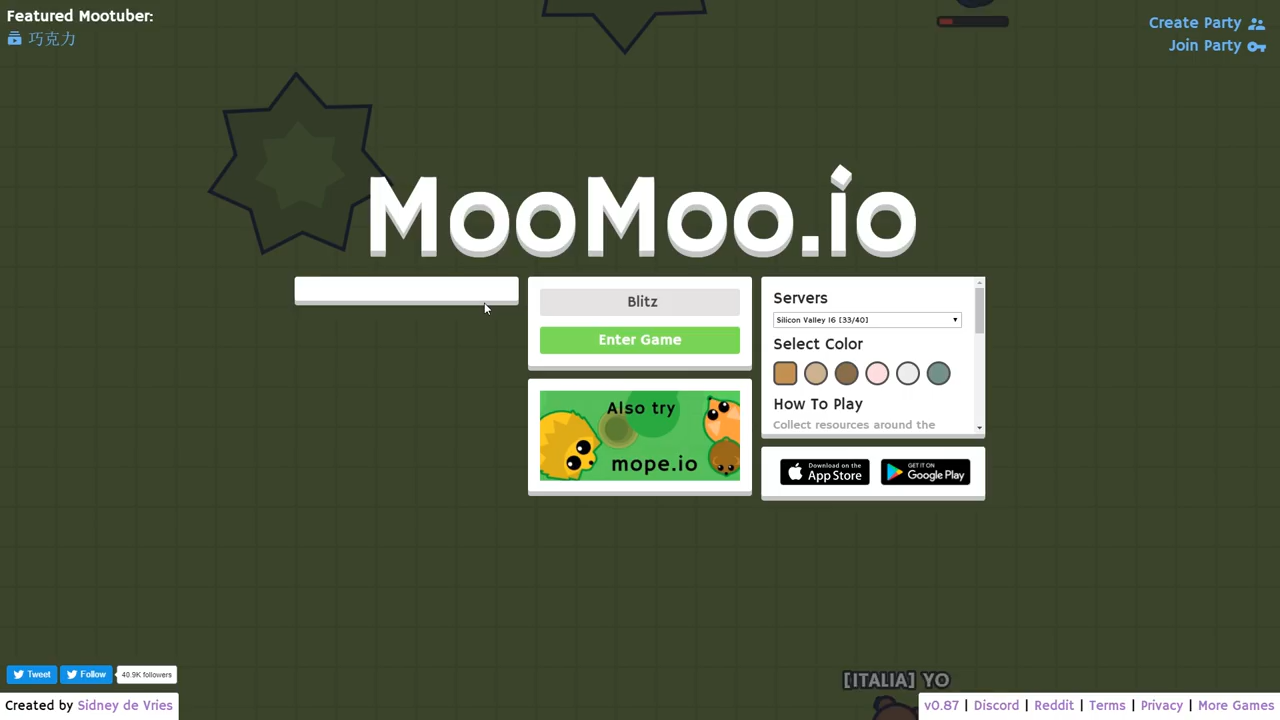 Featured Mootuber:
巧克力
Create Party
Join Party
MooMoo.io
Blitz
Enter Game
Also try
mope.io
Servers
Silicon Valley 16 [33/40]
Select Color
How To Play
Collect resources around the
Download on the
App Store
GET IT ON
Google Play
Tweet
Follow
40.9K followers
Created by Sidney de Vries
[ITALIA] YO
v0.87 | Discord | Reddit | Terms | Privacy | More Games